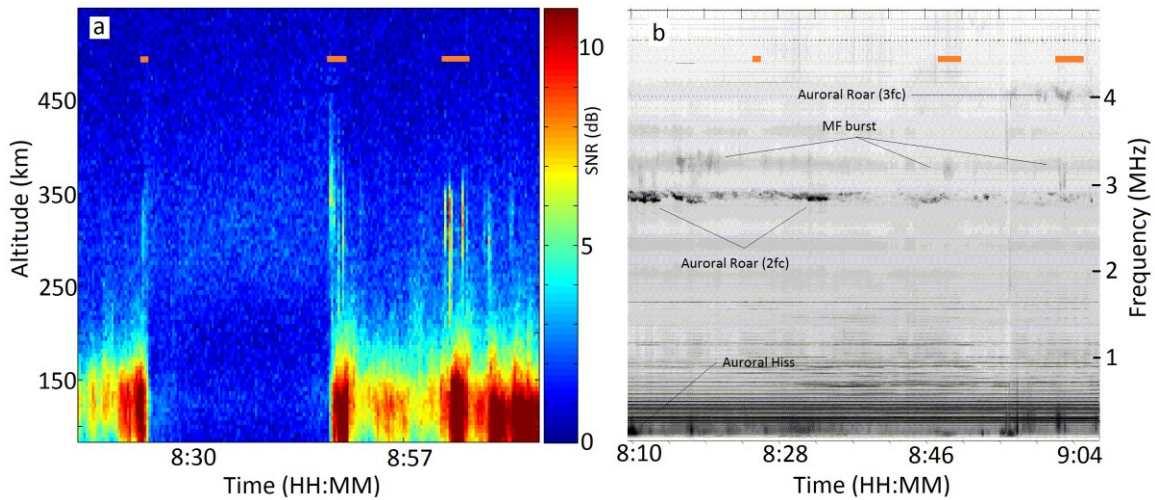 a
450
350
250
150
Altitude (km)
8:30
8:57
Time (HH:MM)
10
5
0
SNR (dB)
b
Auroral Roar (3fc)
MF burst
Auroral Roar (2fc)
Auroral Hiss
4
3
2
1
Frequency (MHz)
8:10
8:28
8:46
9:04
Time (HH:MM)